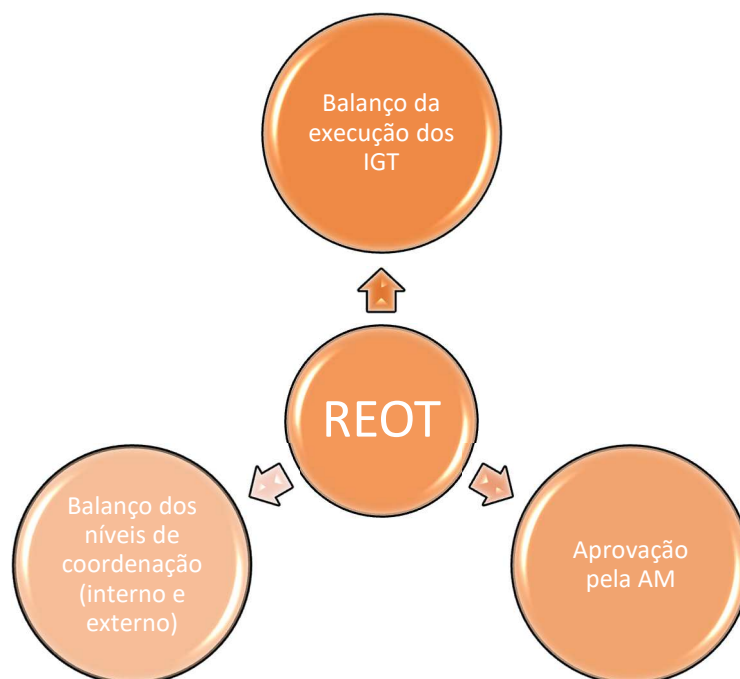 Balanço da
execução dos
IGT
REOT
Balanço dos
níveis de
coordenação
(interno e
externo)
Aprovação
pela AM